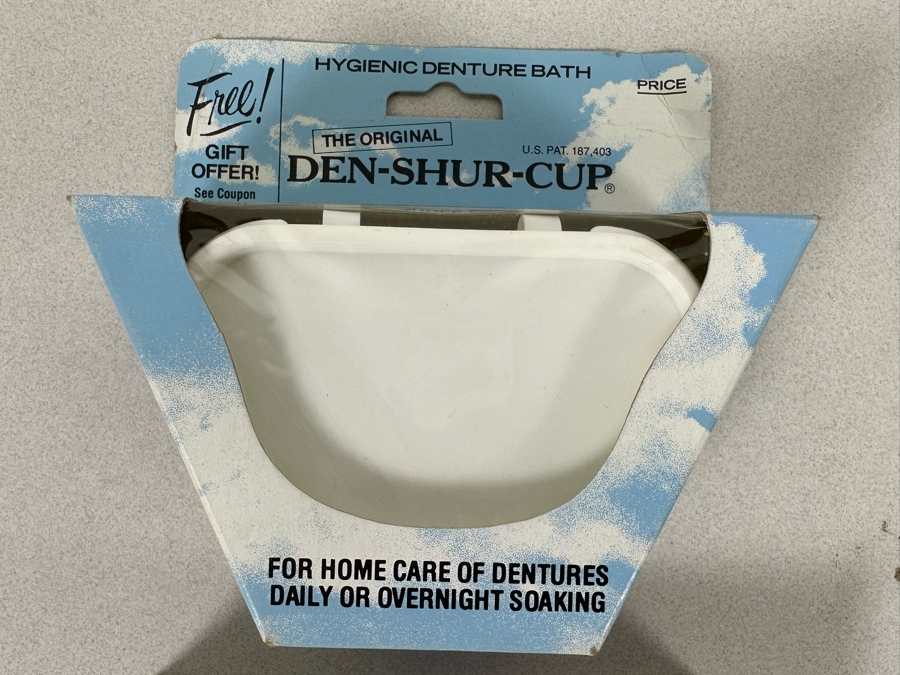 HYGIENIC DENTURE BATH
Free!
GIFT
OFFER!
See Coupon
PRICE
THE ORIGINAL
U.S. PAT. 187,403
DEN-SHUR-CUP®
FOR HOME CARE OF DENTURES
DAILY OR OVERNIGHT SOAKING